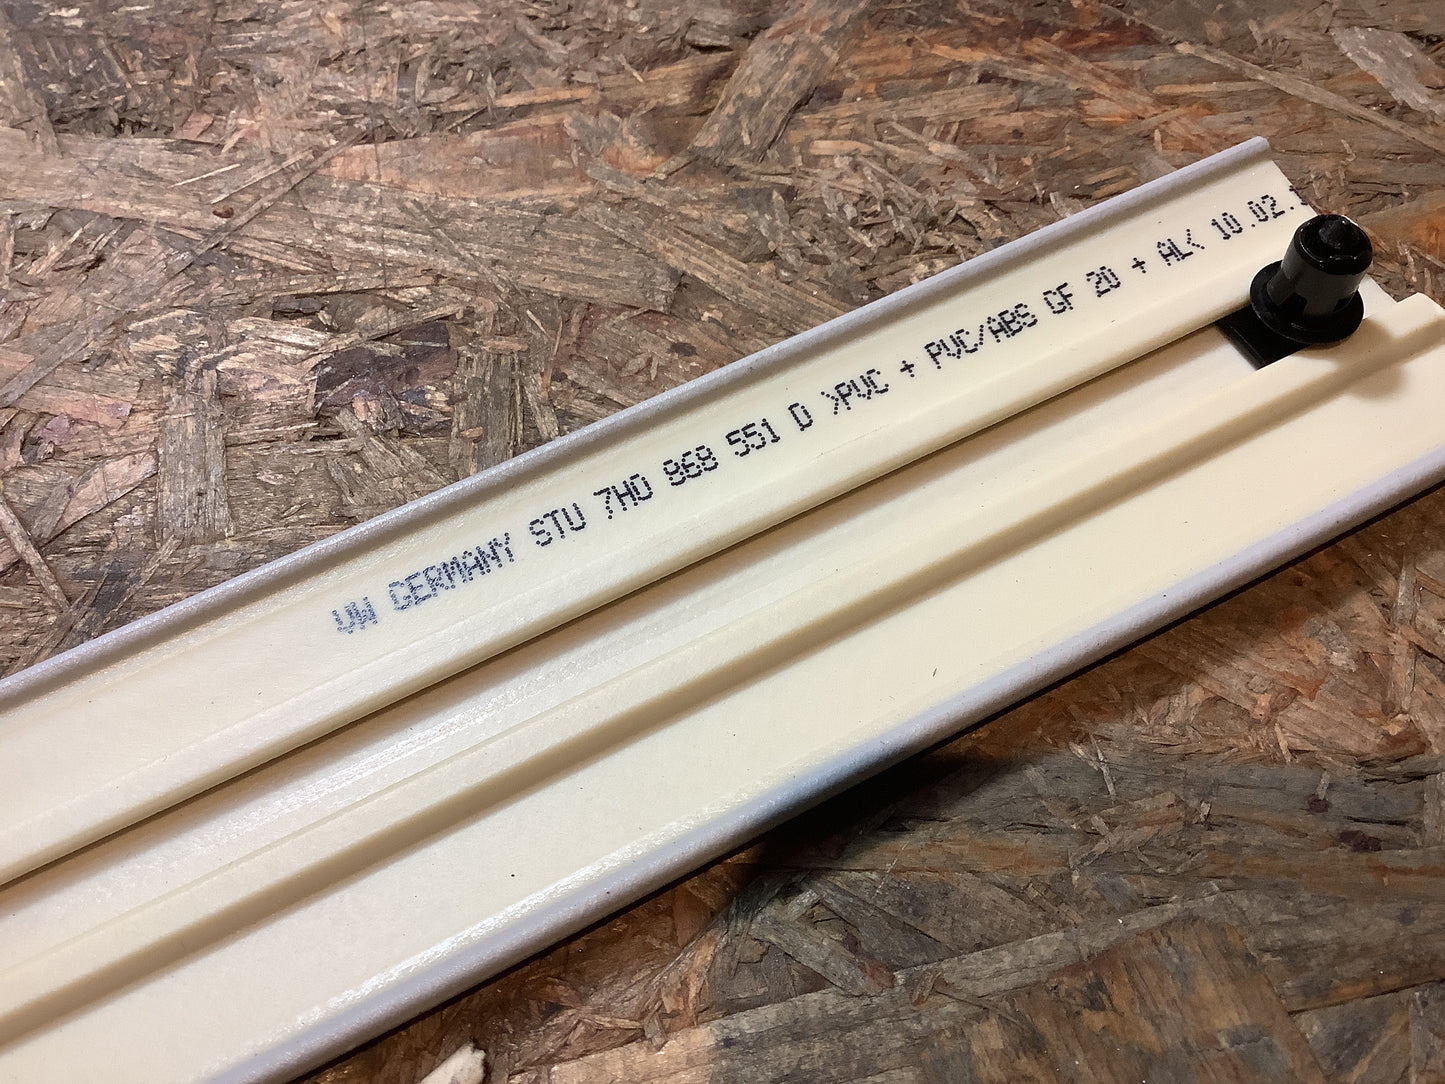 VW GERMANY STU 7H0 868 551 D >PVC + PVC/ABS GF 20 + AL< 10.02.